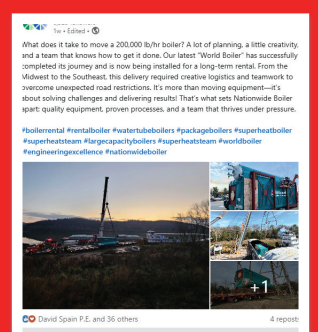 1w • Edited •
What does it take to move a 200,000 lb/hr boiler? A lot of planning, a little creativity,
and a team that knows how to get it done. Our latest “World Boiler” has successfully
completed its journey and is now being installed for a long-term rental. From the
Midwest to the Southeast, this delivery required creative logistics and teamwork to
overcome unexpected road restrictions. It's more than moving equipment—it's
about solving challenges and delivering results! That's what sets Nationwide Boiler
apart: quality equipment, proven processes, and a team that thrives under pressure.
#boilerrental #rentalboiler #watertubeboilers #packageboilers #superheatboiler
#superheatsteam #largecapacityboilers #superheatsteam #worldboiler
#engineeringexcellence #nationwideboiler
+1
David Spain P.E. and 36 others
4 reposts